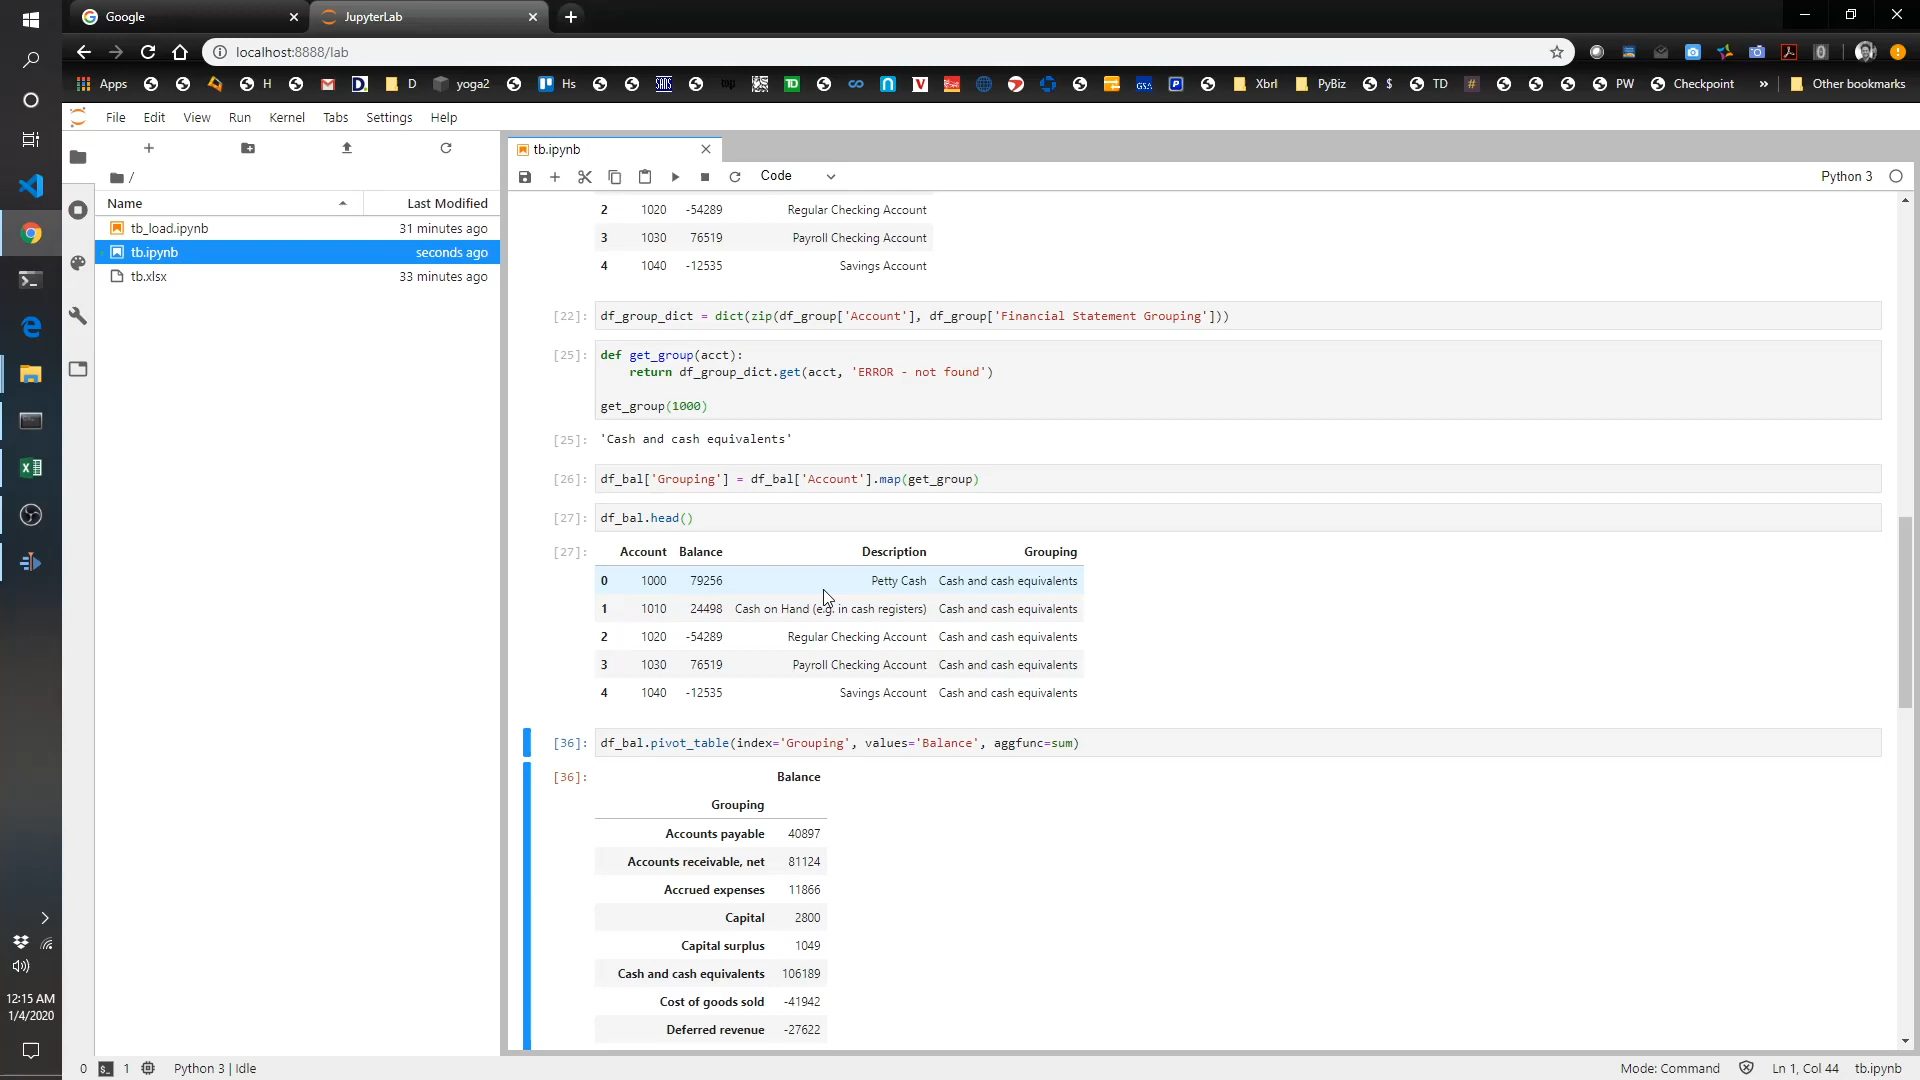 Google
JupyterLab
localhost:8888/lab
Apps H D yoga2 Hs Xbrl PyBiz $ TD # PW Checkpoint » Other bookmarks
File Edit View Run Kernel Tabs Settings Help
tb.ipynb
/
Code
Python 3
Name Last Modified
tb_load.ipynb 31 minutes ago
tb.ipynb seconds ago
tb.xlsx 33 minutes ago
2 1020 -54289 Regular Checking Account
3 1030 76519 Payroll Checking Account
4 1040 -12535 Savings Account
[22]: df_group_dict = dict(zip(df_group['Account'], df_group['Financial Statement Grouping']))
[25]: def get_group(acct):
return df_group_dict.get(acct, 'ERROR - not found')
get_group(1000)
[25]: 'Cash and cash equivalents'
[26]: df_bal['Grouping'] = df_bal['Account'].map(get_group)
[27]: df_bal.head()
[27]: Account Balance Description Grouping
0 1000 79256 Petty Cash Cash and cash equivalents
1 1010 24498 Cash on Hand (e.g. in cash registers) Cash and cash equivalents
2 1020 -54289 Regular Checking Account Cash and cash equivalents
3 1030 76519 Payroll Checking Account Cash and cash equivalents
4 1040 -12535 Savings Account Cash and cash equivalents
[36]: df_bal.pivot_table(index='Grouping', values='Balance', aggfunc=sum)
[36]: Balance
Grouping
Accounts payable 40897
Accounts receivable, net 81124
Accrued expenses 11866
Capital 2800
Capital surplus 1049
Cash and cash equivalents 106189
Cost of goods sold -41942
Deferred revenue -27622
12:15 AM
1/4/2020
0 1 Python 3 | Idle
Mode: Command Ln 1, Col 44 tb.ipynb